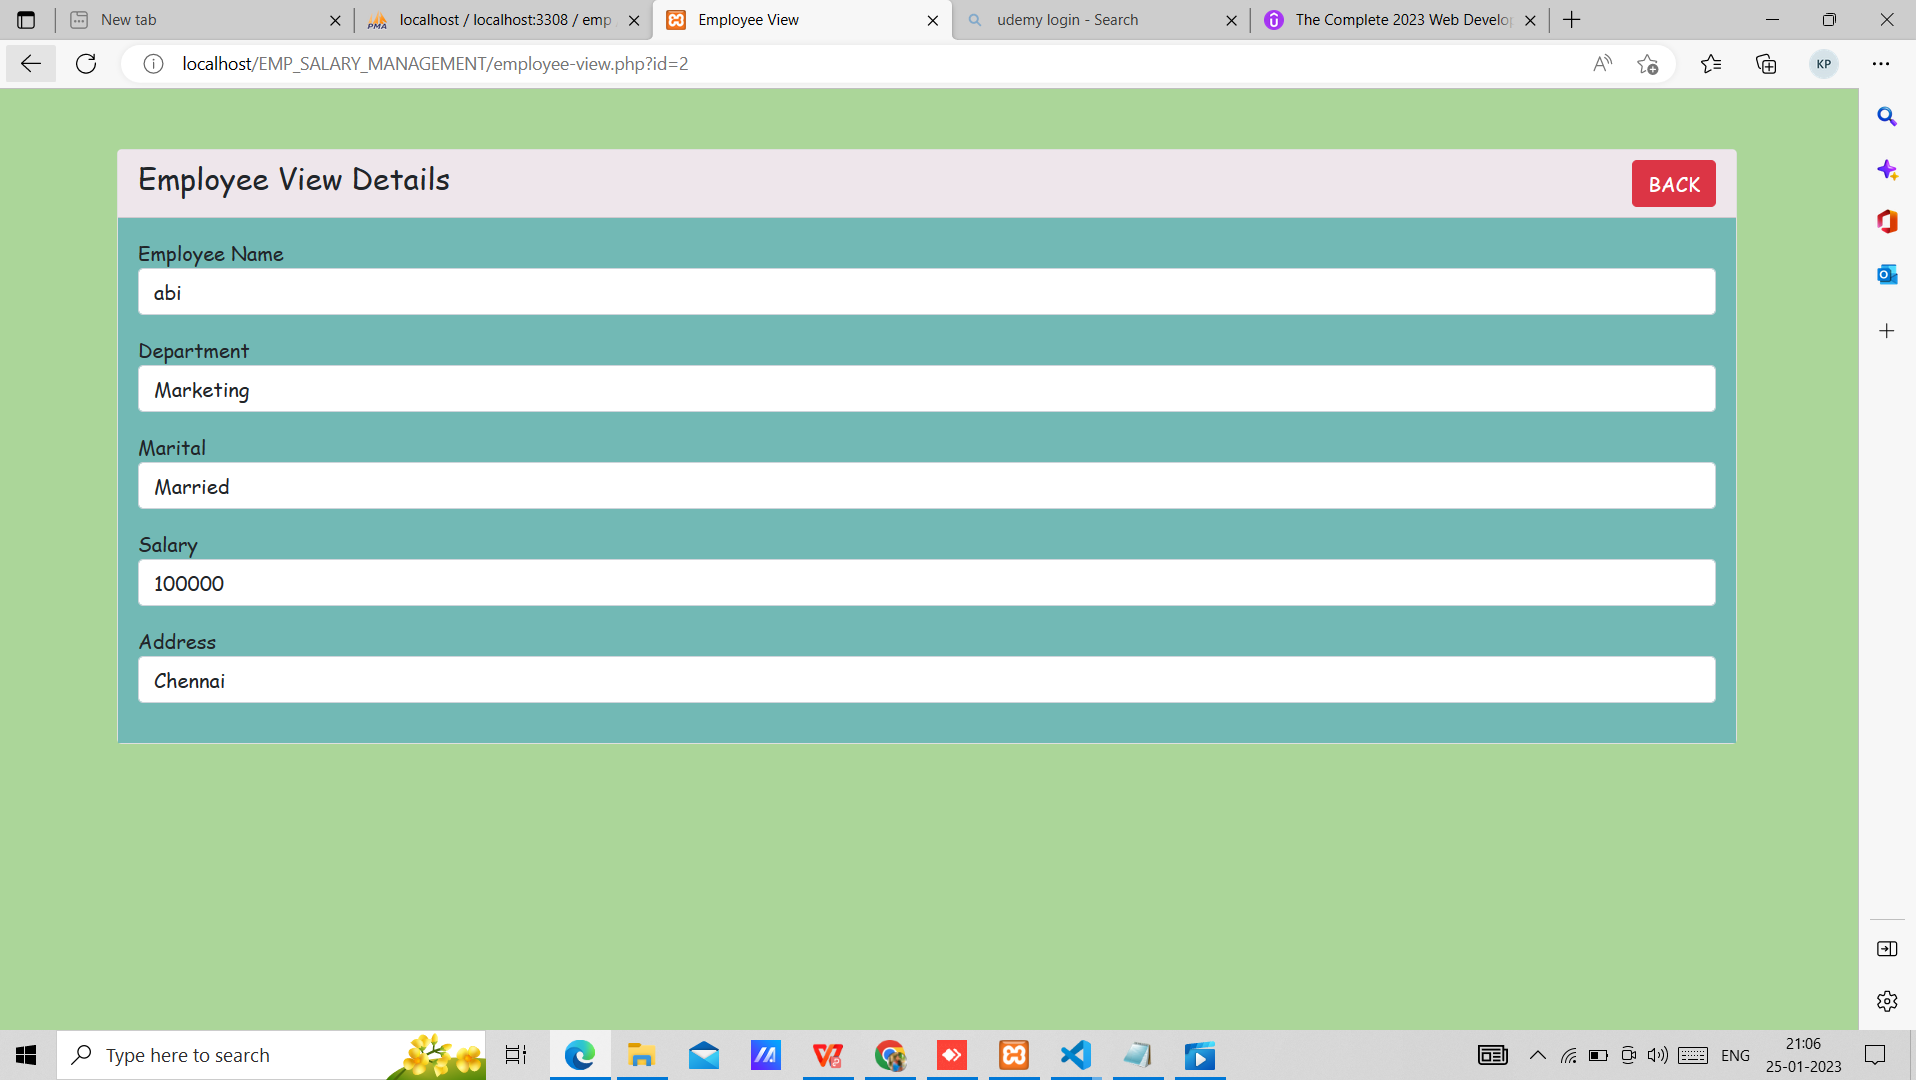 New tab
localhost / localhost:3308 / emp
Employee View
udemy login - Search
The Complete 2023 Web Develo
localhost/EMP_SALARY_MANAGEMENT/employee-view.php?id=2
KP
Employee View Details
BACK
Employee Name
abi
Department
Marketing
Marital
Married
Salary
100000
Address
Chennai
Type here to search
ENG
21:06
25-01-2023